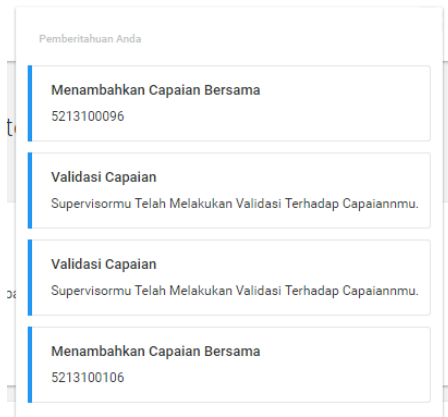 Pemberitahuan Anda
Menambahkan Capaian Bersama
5213100096
Validasi Capaian
Supervisormu Telah Melakukan Validasi Terhadap Capaiannmu.
Validasi Capaian
Supervisormu Telah Melakukan Validasi Terhadap Capaiannmu.
Menambahkan Capaian Bersama
5213100106